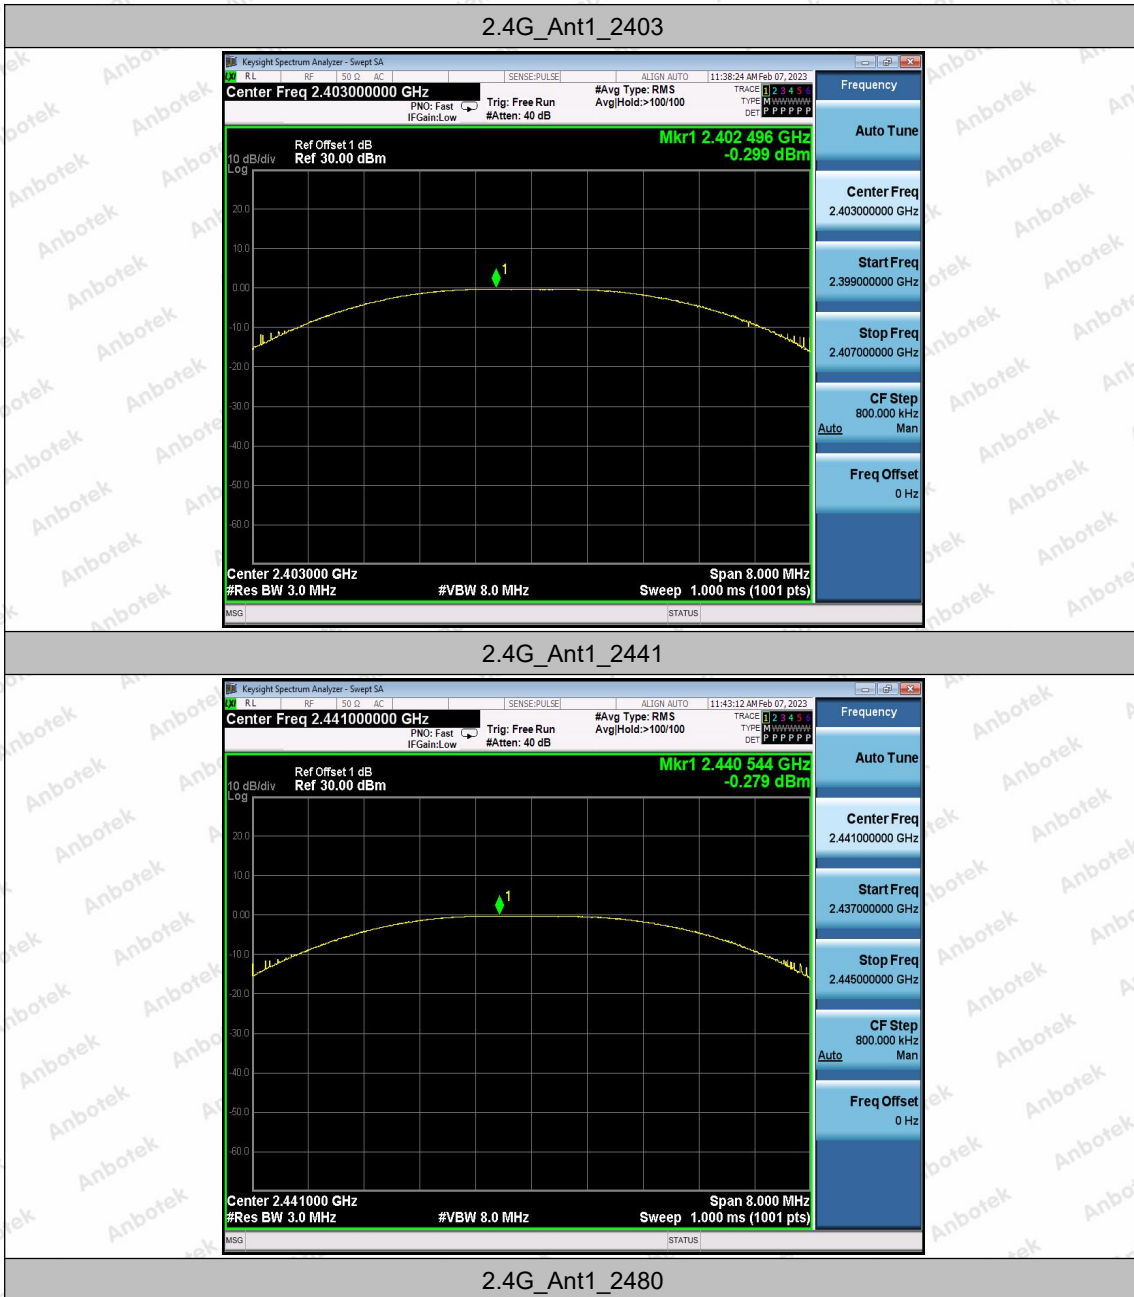 2.4G_Ant1_2403
Keysight Spectrum Analyzer - Swept SA
LXI RL RF 50 Ω AC SENSE:PULSE ALIGN AUTO 11:38:24 AM Feb 07, 2023
Center Freq 2.403000000 GHz
PNO: Fast
IFGain:Low
Trig: Free Run
#Atten: 40 dB
#Avg Type: RMS
Avg|Hold:>100/100
TRACE 1 2 3 4 5 6
TYPE M WWWWW
DET P P P P P P
Frequency
Auto Tune
Center Freq
2.403000000 GHz
Start Freq
2.399000000 GHz
Stop Freq
2.407000000 GHz
CF Step
800.000 kHz
Auto Man
Freq Offset
0 Hz
Mkr1 2.402 496 GHz
-0.299 dBm
Ref Offset 1 dB
10 dB/div Ref 30.00 dBm
Log
20.0
10.0
0.00
-10.0
-20.0
-30.0
-40.0
-50.0
-60.0
1
Center 2.403000 GHz Span 8.000 MHz
#Res BW 3.0 MHz #VBW 8.0 MHz Sweep 1.000 ms (1001 pts)
MSG STATUS
2.4G_Ant1_2441
Keysight Spectrum Analyzer - Swept SA
LXI RL RF 50 Ω AC SENSE:PULSE ALIGN AUTO 11:43:12 AM Feb 07, 2023
Center Freq 2.441000000 GHz
PNO: Fast
IFGain:Low
Trig: Free Run
#Atten: 40 dB
#Avg Type: RMS
Avg|Hold:>100/100
TRACE 1 2 3 4 5 6
TYPE M WWWWW
DET P P P P P P
Frequency
Auto Tune
Center Freq
2.441000000 GHz
Start Freq
2.437000000 GHz
Stop Freq
2.445000000 GHz
CF Step
800.000 kHz
Auto Man
Freq Offset
0 Hz
Mkr1 2.440 544 GHz
-0.279 dBm
Ref Offset 1 dB
10 dB/div Ref 30.00 dBm
Log
20.0
10.0
0.00
-10.0
-20.0
-30.0
-40.0
-50.0
-60.0
1
Center 2.441000 GHz Span 8.000 MHz
#Res BW 3.0 MHz #VBW 8.0 MHz Sweep 1.000 ms (1001 pts)
MSG STATUS
2.4G_Ant1_2480
Anbotek